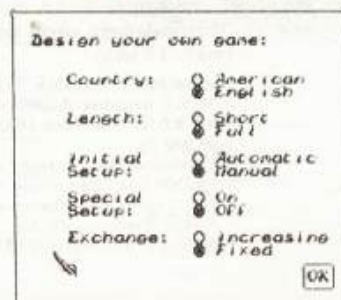 Design your own game:
Country: American
English
Length: Short
Full
Initial Automatic
Setup: Manual
Special On
Setup: Off
Exchange: Increasing
Fixed
OK